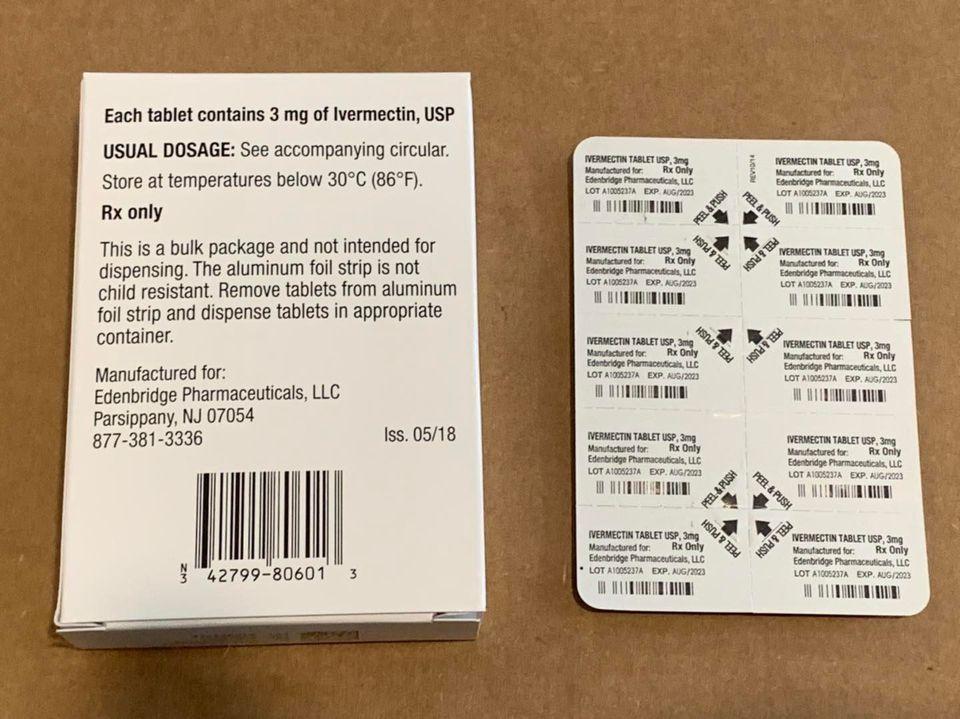 Each tablet contains 3 mg of Ivermectin, USP
USUAL DOSAGE: See accompanying circular.
Store at temperatures below 30°C (86°F).
Rx only
This is a bulk package and not intended for
dispensing. The aluminum foil strip is not
child resistant. Remove tablets from aluminum
foil strip and dispense tablets in appropriate
container.
Manufactured for:
Edenbridge Pharmaceuticals, LLC
Parsippany, NJ 07054
877-381-3336
Iss. 05/18
N
3 42799-80601 3
IVERMECTIN TABLET USP, 3mg
Manufactured for: Rx Only
Edenbridge Pharmaceuticals, LLC
LOT A1005237A EXP. AUG/2023
PEEL & PUSH
REV10/14
IVERMECTIN TABLET USP, 3mg
Manufactured for: Rx Only
Edenbridge Pharmaceuticals, LLC
LOT A1005237A EXP. AUG/2023
PEEL & PUSH
IVERMECTIN TABLET USP, 3mg
Manufactured for: Rx Only
Edenbridge Pharmaceuticals, LLC
LOT A1005237A EXP. AUG/2023
PEEL & PUSH
IVERMECTIN TABLET USP, 3mg
Manufactured for: Rx Only
Edenbridge Pharmaceuticals, LLC
LOT A1005237A EXP. AUG/2023
PEEL & PUSH
IVERMECTIN TABLET USP, 3mg
Manufactured for: Rx Only
Edenbridge Pharmaceuticals, LLC
LOT A1005237A EXP. AUG/2023
PEEL & PUSH
IVERMECTIN TABLET USP, 3mg
Manufactured for: Rx Only
Edenbridge Pharmaceuticals, LLC
LOT A1005237A EXP. AUG/2023
PEEL & PUSH
IVERMECTIN TABLET USP, 3mg
Manufactured for: Rx Only
Edenbridge Pharmaceuticals, LLC
LOT A1005237A EXP. AUG/2023
PEEL & PUSH
IVERMECTIN TABLET USP, 3mg
Manufactured for: Rx Only
Edenbridge Pharmaceuticals, LLC
LOT A1005237A EXP. AUG/2023
PEEL & PUSH
IVERMECTIN TABLET USP, 3mg
Manufactured for: Rx Only
Edenbridge Pharmaceuticals, LLC
LOT A1005237A EXP. AUG/2023
PEEL & PUSH
IVERMECTIN TABLET USP, 3mg
Manufactured for: Rx Only
Edenbridge Pharmaceuticals, LLC
LOT A1005237A EXP. AUG/2023
PEEL & PUSH